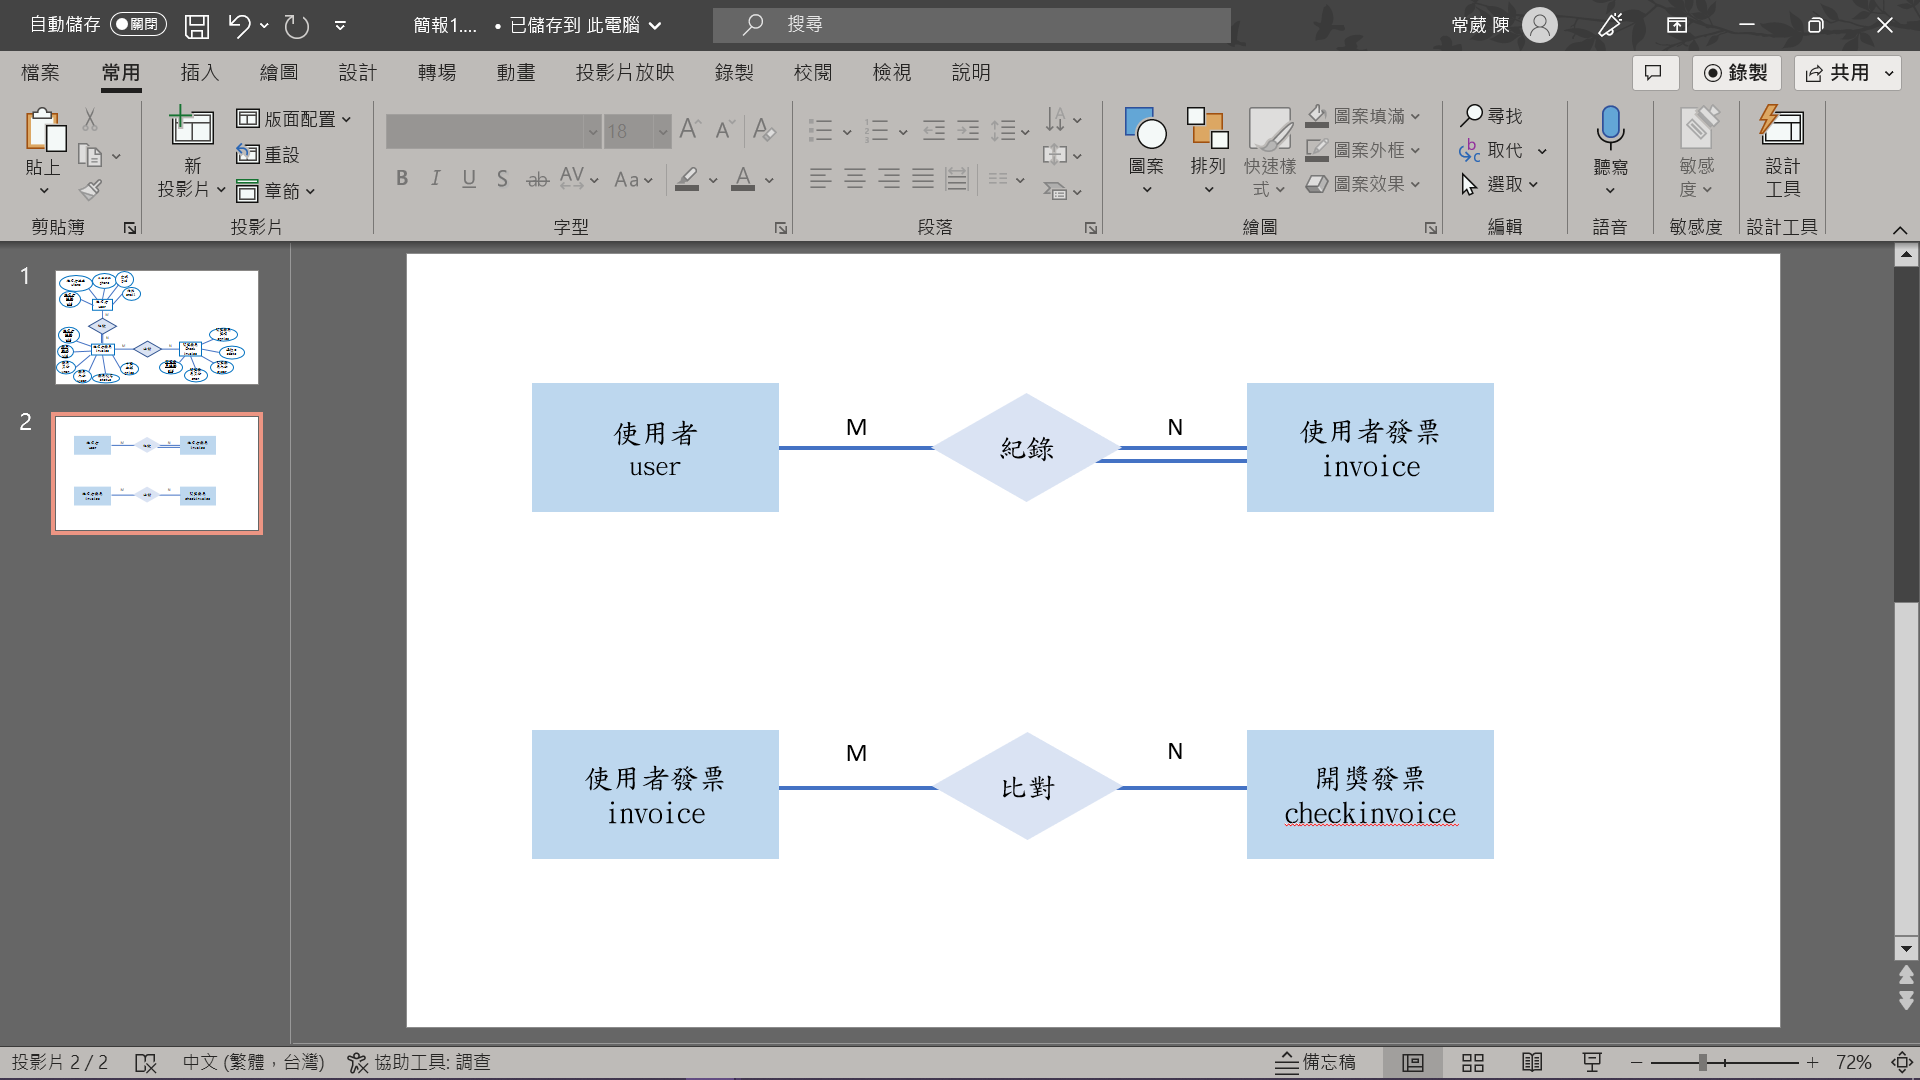 自動儲存 關閉 簡報1.... • 已儲存到 此電腦 搜尋 常葳 陳
檔案 常用 插入 繪圖 設計 轉場 動畫 投影片放映 錄製 校閱 檢視 說明 錄製 共用
貼上
剪貼簿
新
投影片
版面配置
重設
章節
投影片
18
B I U S ab AV Aa A
字型
段落
圖案
排列
快速樣
式
圖案填滿
圖案外框
圖案效果
繪圖
尋找
取代
選取
編輯
聽寫
語音
敏感
度
敏感度
設計
工具
設計工具
1
2
使用者
user
M
紀錄
N
使用者發票
invoice
使用者發票
invoice
M
比對
N
開獎發票
checkinvoice
投影片 2 / 2 中文 (繁體，台灣) 協助工具: 調查 備忘稿 72%